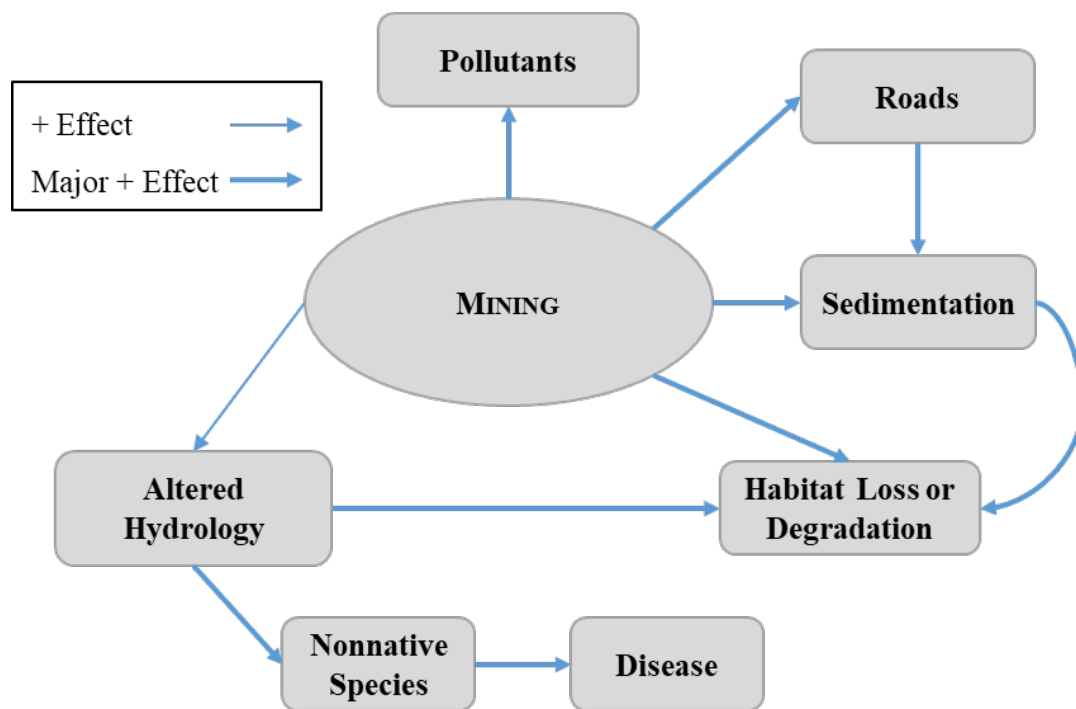 Pollutants
Roads
+ Effect
Major + Effect
MINING
Sedimentation
Altered
Hydrology
Habitat Loss or
Degradation
Nonnative
Species
Disease